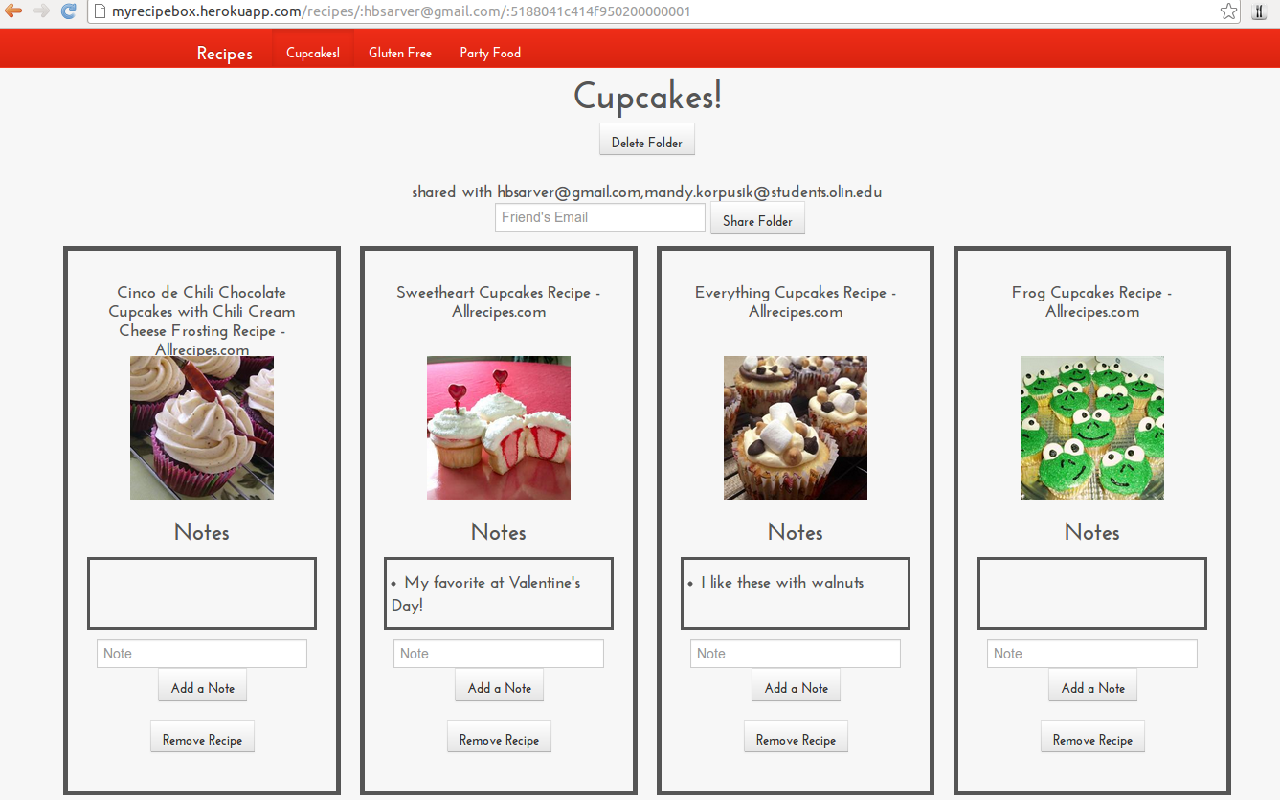 myrecipebox.herokuapp.com/recipes/:hbsarver@gmail.com/:5188041c414f950200000001
Recipes Cupcakes! Gluten Free Party Food
Cupcakes!
Delete Folder
shared with hbsarver@gmail.com,mandy.korpusik@students.olin.edu
Friend's Email Share Folder
Cinco de Chili Chocolate
Cupcakes with Chili Cream
Cheese Frosting Recipe -
Allrecipes.com
Notes
Note
Add a Note
Remove Recipe
Sweetheart Cupcakes Recipe -
Allrecipes.com
Notes
• My favorite at Valentine's
Day!
Note
Add a Note
Remove Recipe
Everything Cupcakes Recipe -
Allrecipes.com
Notes
• I like these with walnuts
Note
Add a Note
Remove Recipe
Frog Cupcakes Recipe -
Allrecipes.com
Notes
Note
Add a Note
Remove Recipe